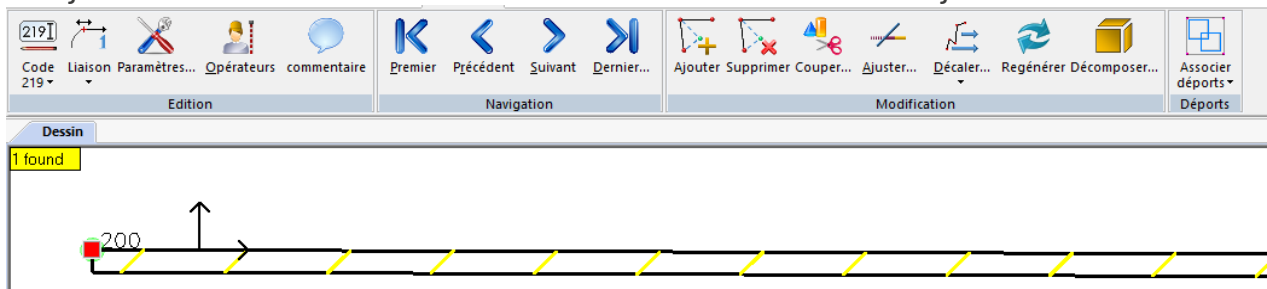 219
Code
219
Liaison
Paramètres...
Opérateurs
commentaire
Edition
Premier
Précédent
Suivant
Dernier...
Navigation
Ajouter
Supprimer
Couper...
Ajuster...
Décaler...
Regénérer
Décomposer...
Modification
Associer
déports
Déports
Dessin
1 found
200